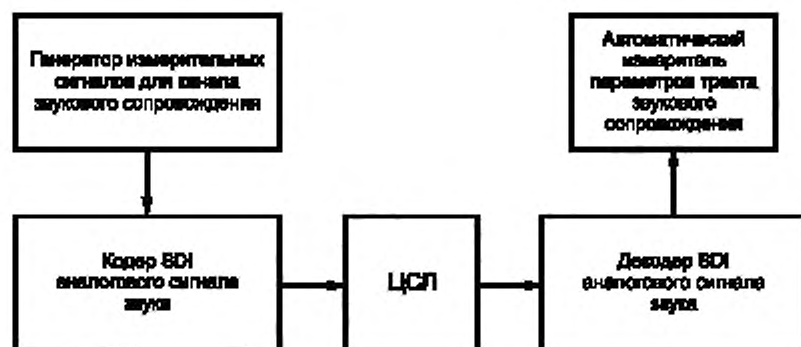 Генератор измерительных
сигналов для канала
звукового сопровождения
Автоматический
измеритель
параметров тракта
звукового
сопровождения
Кодер SDI
аналогового сигнала
звука
ЦСЛ
Декодер SDI
аналогового сигнала
звука